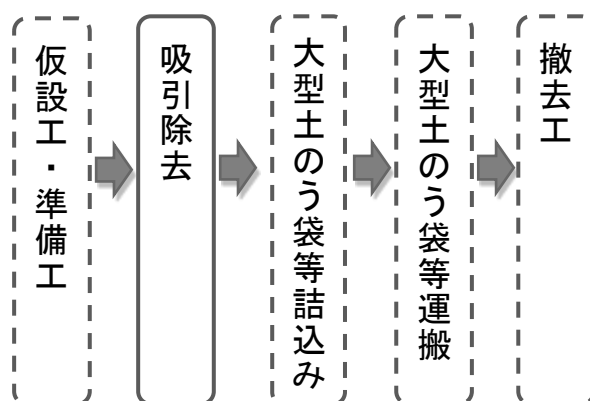 仮設工・準備工
吸引除去
大型土のう袋等詰込み
大型土のう袋等運搬
撤去工